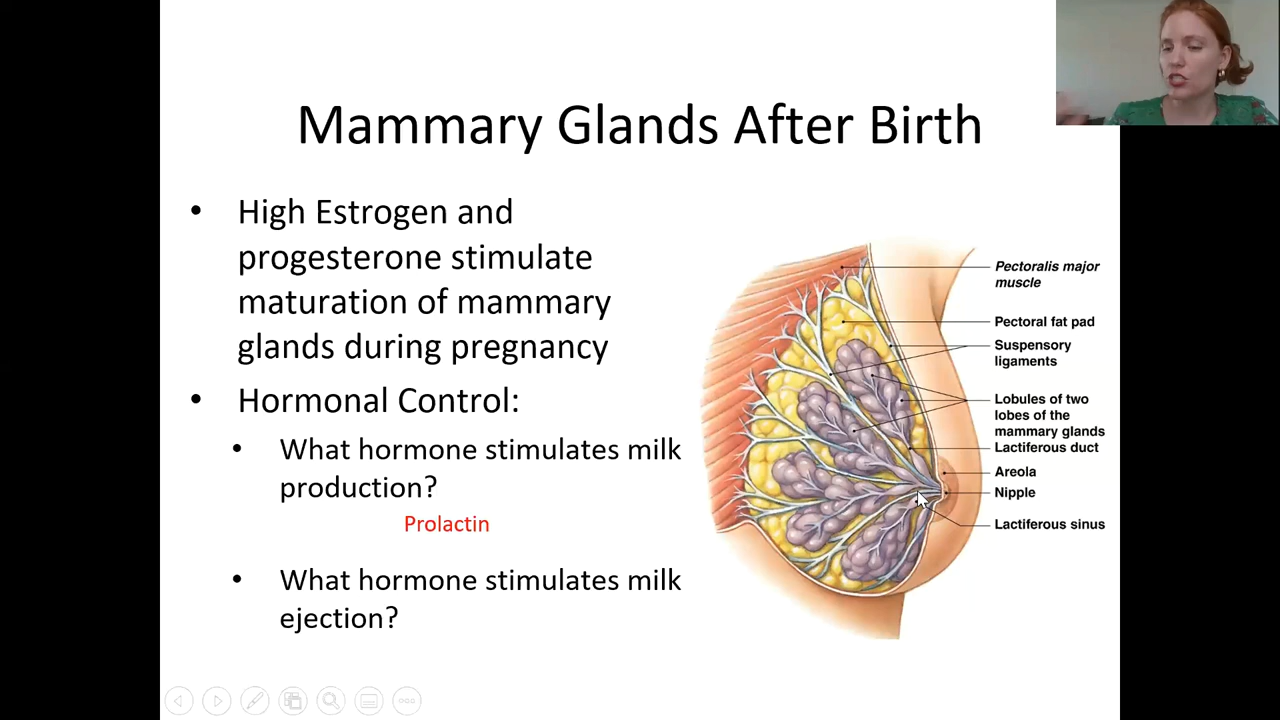 Mammary Glands After Birth
• High Estrogen and
progesterone stimulate
maturation of mammary
glands during pregnancy
• Hormonal Control:
• What hormone stimulates milk
production?
Prolactin
• What hormone stimulates milk
ejection?
Pectoralis major
muscle
Pectoral fat pad
Suspensory
ligaments
Lobules of two
lobes of the
mammary glands
Lactiferous duct
Areola
Nipple
Lactiferous sinus